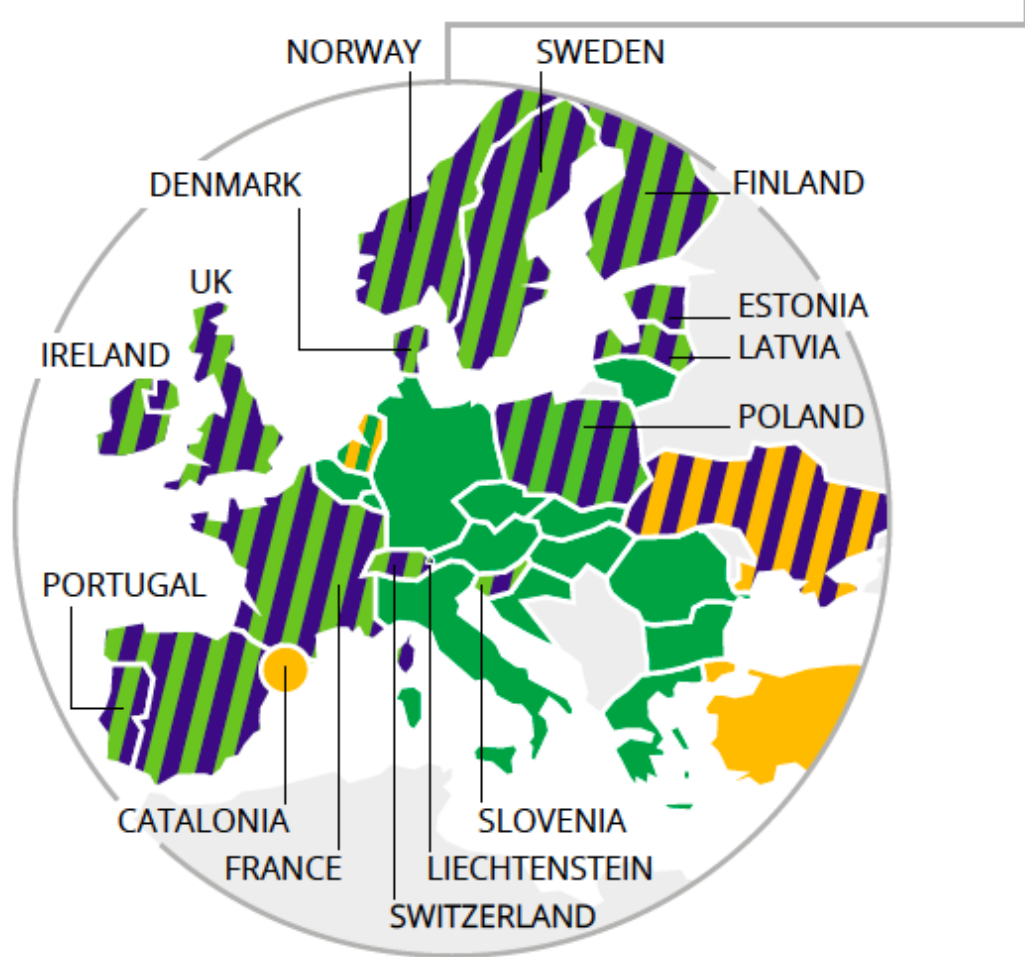 NORWAY
SWEDEN
DENMARK
FINLAND
UK
ESTONIA
IRELAND
LATVIA
POLAND
PORTUGAL
CATALONIA
SLOVENIA
FRANCE
LIECHTENSTEIN
SWITZERLAND